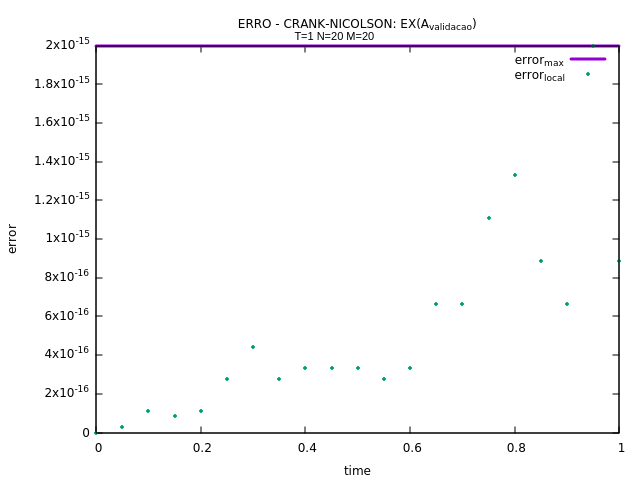 ERRO - CRANK-NICOLSON: EX(A_validacao)
T=1 N=20 M=20
2x10^-15
error_max
error_local
1.8x10^-15
1.6x10^-15
1.4x10^-15
1.2x10^-15
1x10^-15
8x10^-16
6x10^-16
4x10^-16
2x10^-16
0
error
0 0.2 0.4 0.6 0.8 1
time